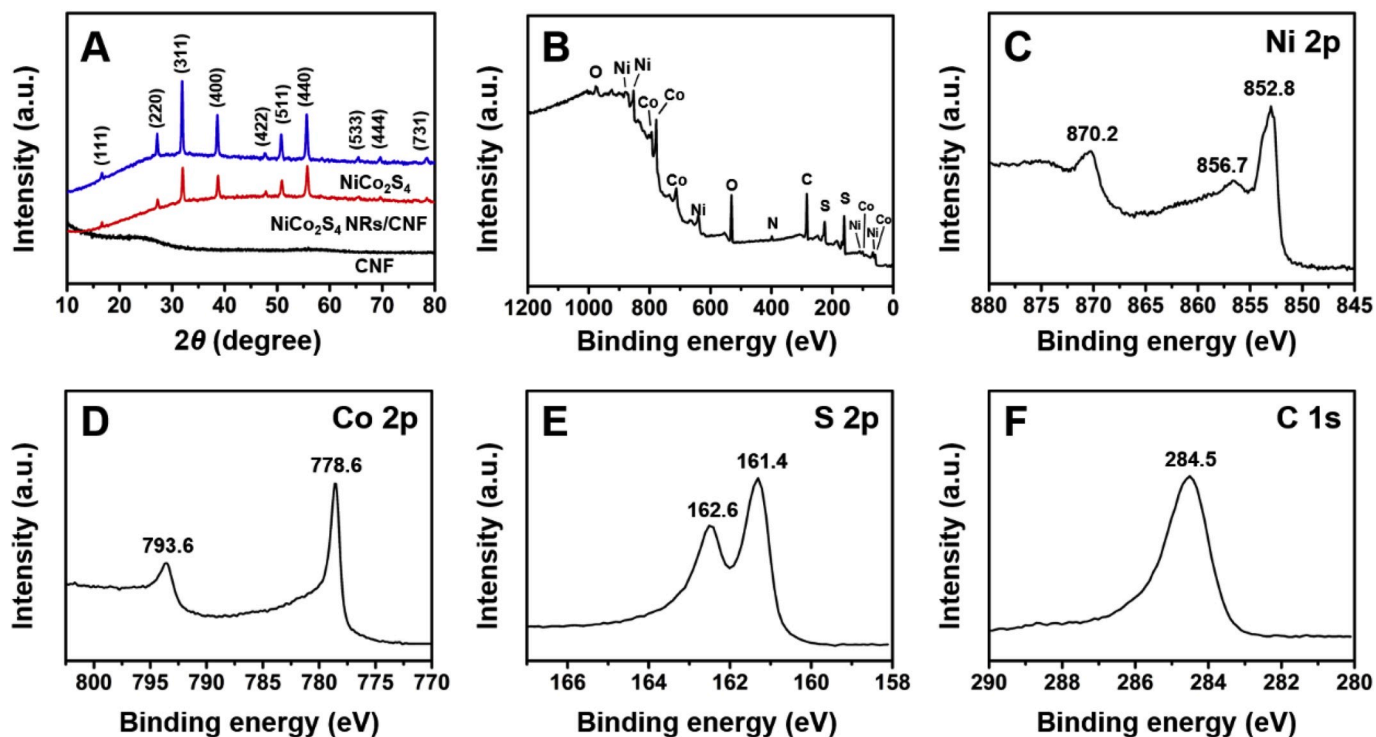 A
(111)
(220)
(311)
(400)
(422)
(511)
(440)
(533)
(444)
(731)
NiCo₂S₄
NiCo₂S₄ NRs/CNF
CNF
Intensity (a.u.)
10 20 30 40 50 60 70 80
2θ (degree)
B
O
Ni Ni
Co Co
Co
Ni
O
N
C
S
S
Ni Co
Ni Co
Intensity (a.u.)
1200 1000 800 600 400 200 0
Binding energy (eV)
C
Ni 2p
870.2
856.7
852.8
Intensity (a.u.)
880 875 870 865 860 855 850 845
Binding energy (eV)
D
Co 2p
793.6
778.6
Intensity (a.u.)
800 795 790 785 780 775 770
Binding energy (eV)
E
S 2p
162.6
161.4
Intensity (a.u.)
166 164 162 160 158
Binding energy (eV)
F
C 1s
284.5
Intensity (a.u.)
290 288 286 284 282 280
Binding energy (eV)